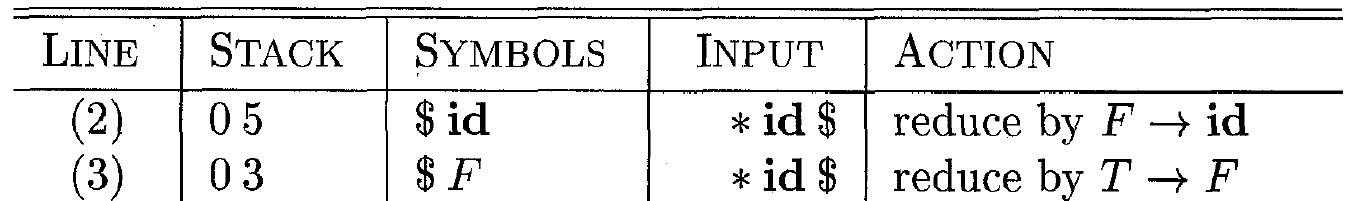 LINE STACK SYMBOLS INPUT ACTION
(2) 0 5 $ id * id $ reduce by F → id
(3) 0 3 $ F * id $ reduce by T → F